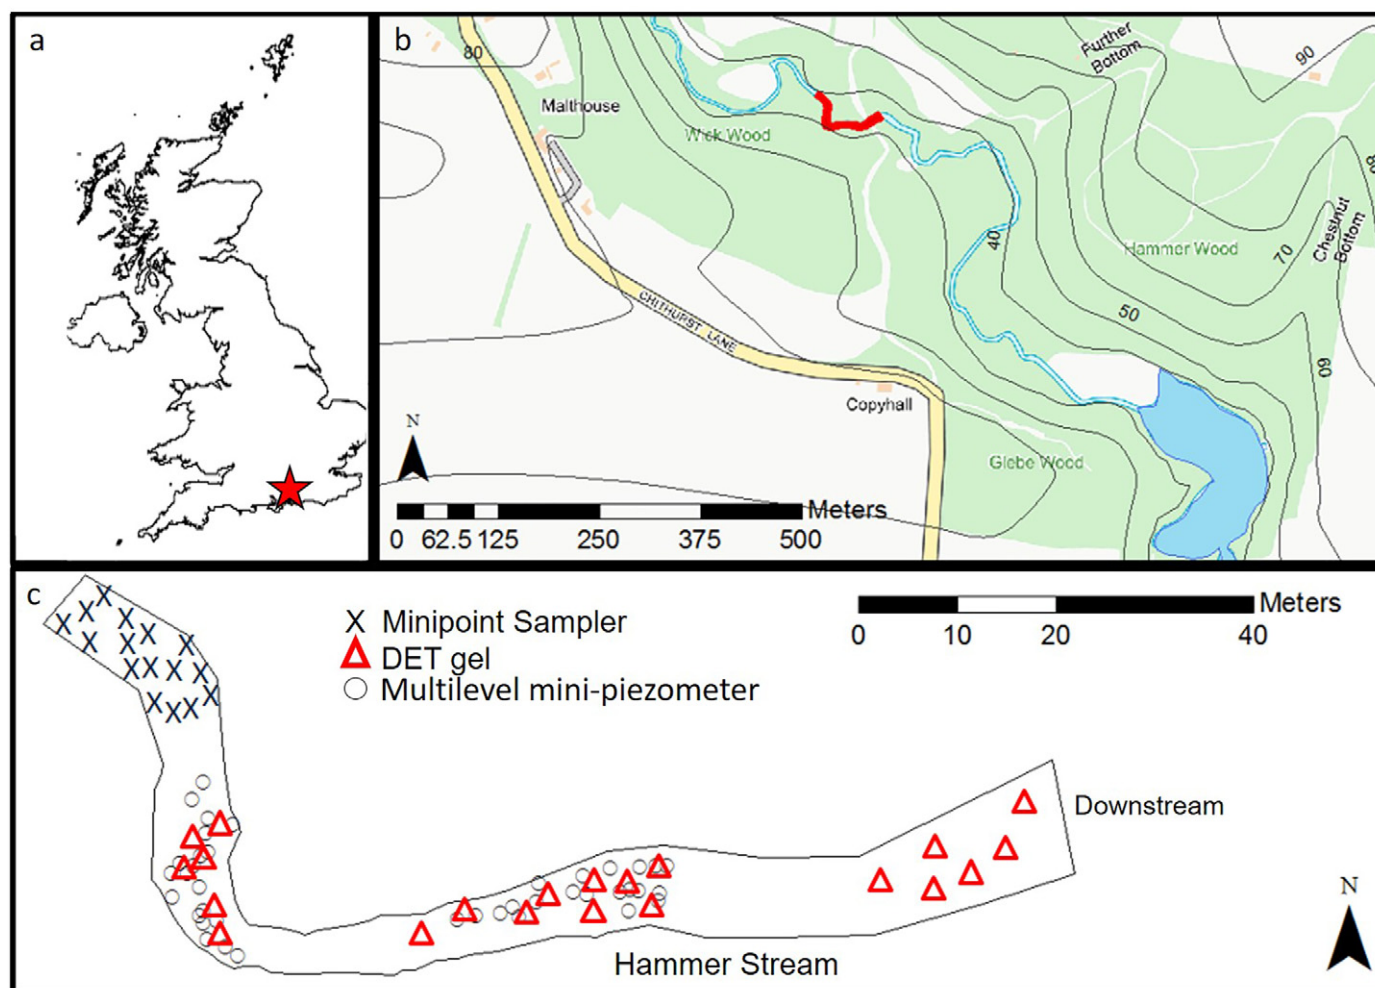 a
b
80
Further
Bottom
90
Malthouse
Wick Wood
80
Chestnut
Bottom
40
Hammer Wood
70
CHITHURST LANE
50
60
Copyhall
N
Glebe Wood
Meters
0 62.5 125 250 375 500
c
X Minipoint Sampler
DET gel
Multilevel mini-piezometer
Meters
0 10 20 40
X X X X X X X X X X X X X X X X
Downstream
N
Hammer Stream